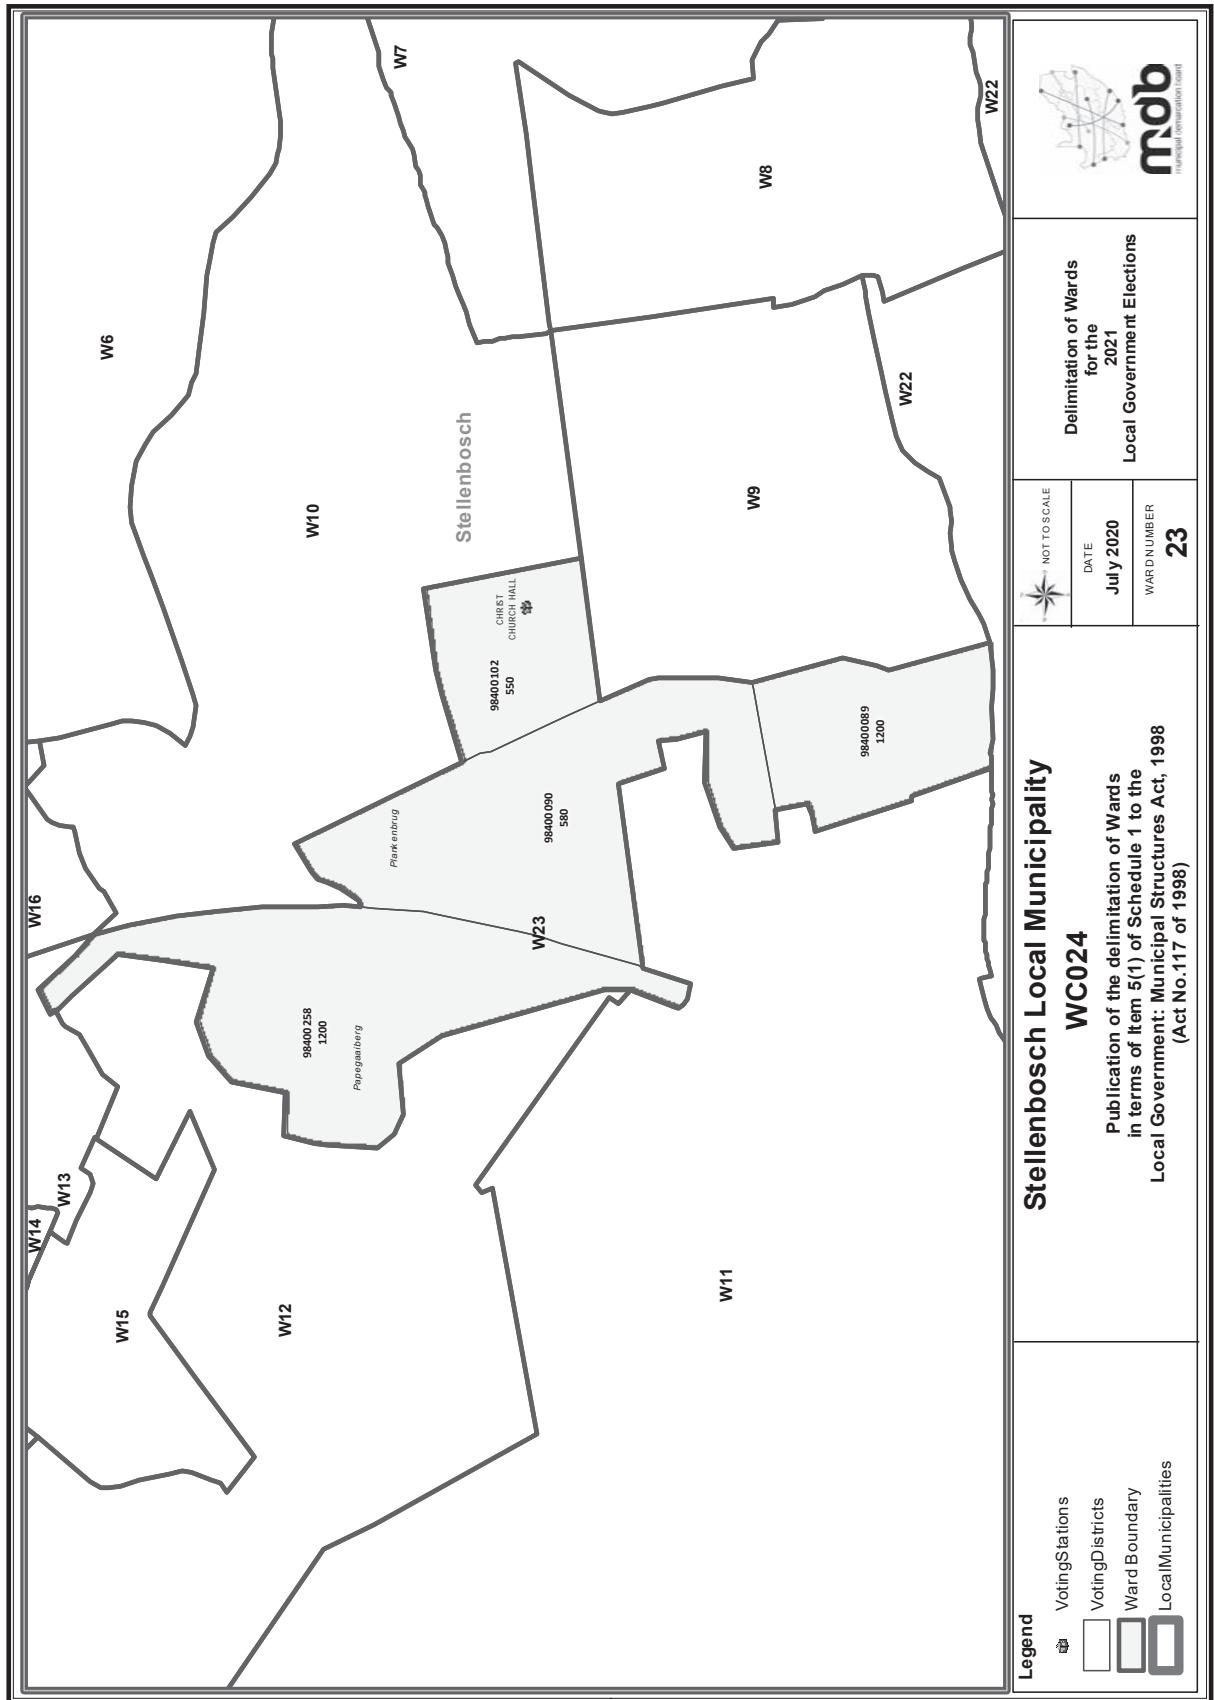 W14
W13
W15
W12
W16
W6
W7
W10
Stellenbosch
W8
W22
W9
W22
W11
W23
98400258
1200
Papegaaiberg
Plankenbrug
98400090
580
98400102
550
CHRIST
CHURCH HALL
98400089
1200
Legend
VotingStations
VotingDistricts
Ward Boundary
LocalMunicipalities
Stellenbosch Local Municipality
WC024
Publication of the delimitation of Wards
in terms of Item 5(1) of Schedule 1 to the
Local Government: Municipal Structures Act, 1998
(Act No.117 of 1998)
NOT TO SCALE
DATE
July 2020
WARD NUMBER
23
Delimitation of Wards
for the
2021
Local Government Elections
mdb
municipal demarcation board